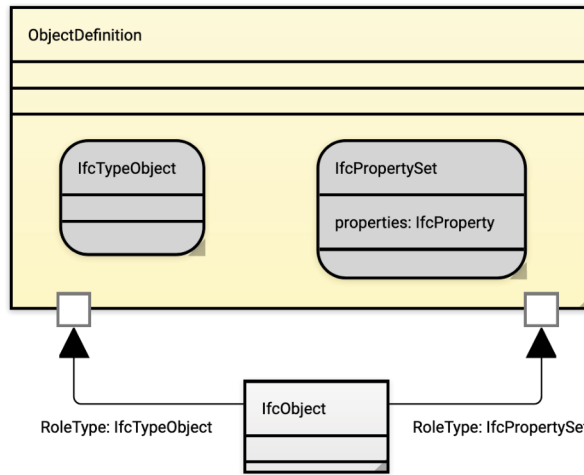 ObjectDefinition
IfcTypeObject
IfcPropertySet
properties: IfcProperty
IfcObject
RoleType: IfcTypeObject
RoleType: IfcPropertySet